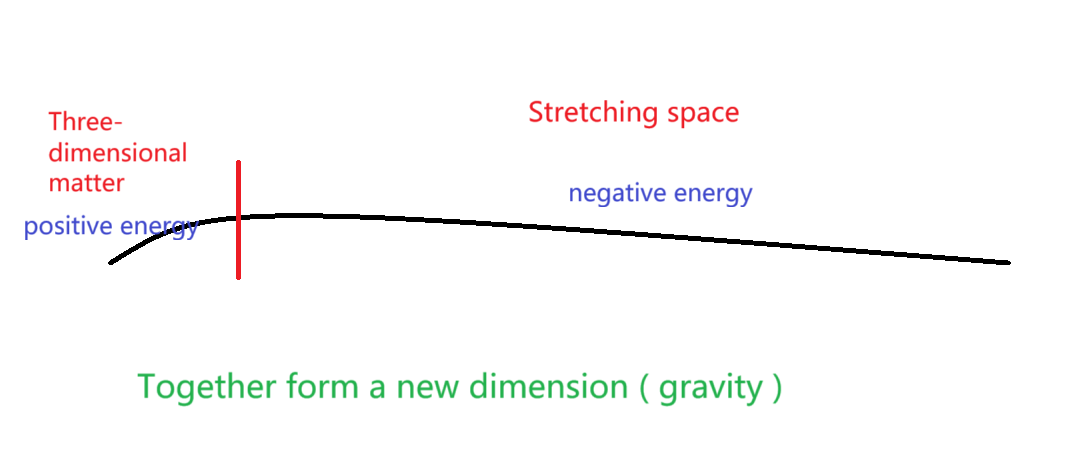 Three-
dimensional
matter
positive energy
Stretching space
negative energy
Together form a new dimension ( gravity )